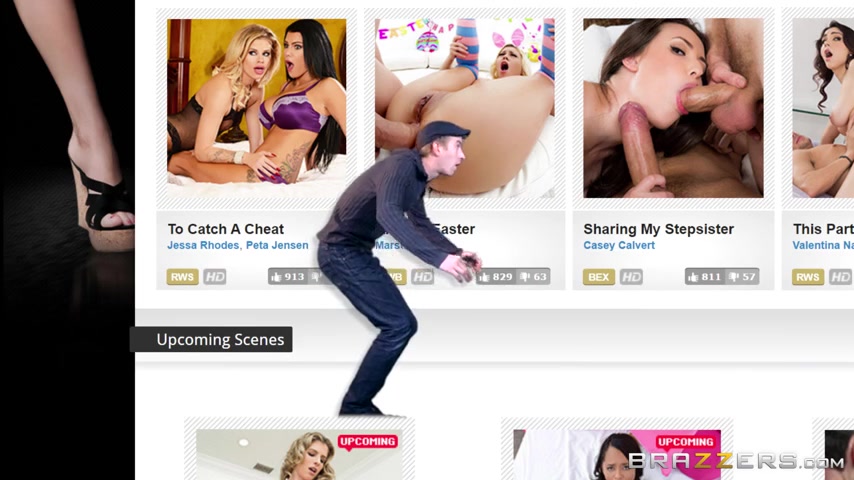 EASTER
To Catch A Cheat
Jessa Rhodes, Peta Jensen
RWS HD 913
Easter
Mars
HD 829 63
Sharing My Stepsister
Casey Calvert
BEX HD 811 57
This Part
Valentina Na
RWS HD
Upcoming Scenes
UPCOMING
UPCOMING
BRAZZERS.COM